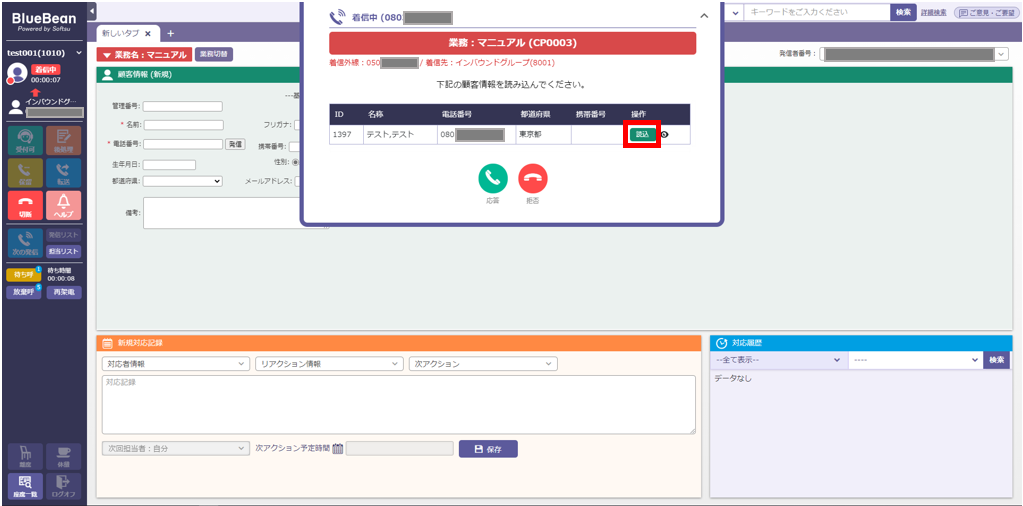 BlueBean
Powered by Softsu
test001(1010)
着信中
00:00:07
インバウンドグ…
受付可
後処理
保留
転送
切断
ヘルプ
次の発信
発信リスト
担当リスト
待ち呼
1
待ち時間
00:00:08
放棄呼
5
再架電
離席
休憩
座席一覧
ログオフ
新しいタブ ×
+
業務名：マニュアル
業務切替
キーワードをご入力ください
検索
詳細検索
ご意見・ご要望
発信者番号：
顧客情報 (新規)
管理番号：
* 名前：
フリガナ：
* 電話番号：
発信
携帯番号：
生年月日：
性別：
都道府県：
メールアドレス：
備考：
着信中 (080
業務：マニュアル (CP0003)
着信外線：050 / 着信先：インバウンドグループ(8001)
下記の顧客情報を読み込んでください。
ID 名称 電話番号 都道府県 携帯番号 操作
1397 テスト,テスト 080 東京都 読込
応答
拒否
新規対応記録
対応者情報
リアクション情報
次アクション
対応記録
次回担当者：自分
次アクション予定時間
保存
対応履歴
--全て表示--
----
検索
データなし